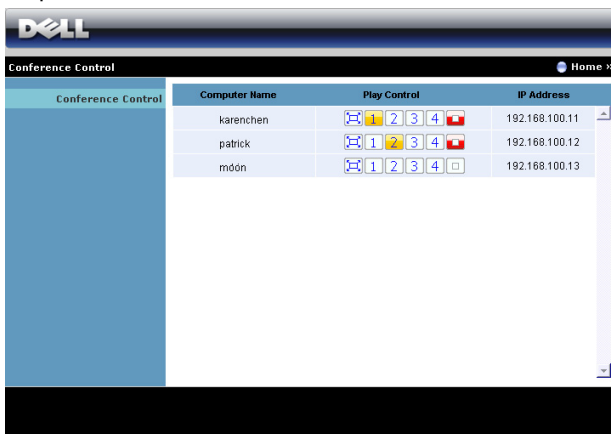 DELL
Conference Control
Home »
Conference Control
Computer Name Play Control IP Address
karenchen 1 2 3 4 192.168.100.11
patrick 1 2 3 4 192.168.100.12
móón 1 2 3 4 192.168.100.13